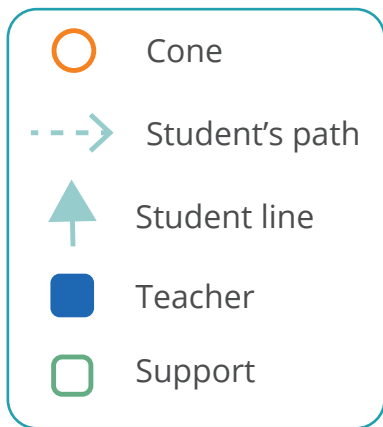 Cone
Student’s path
Student line
Teacher
Support